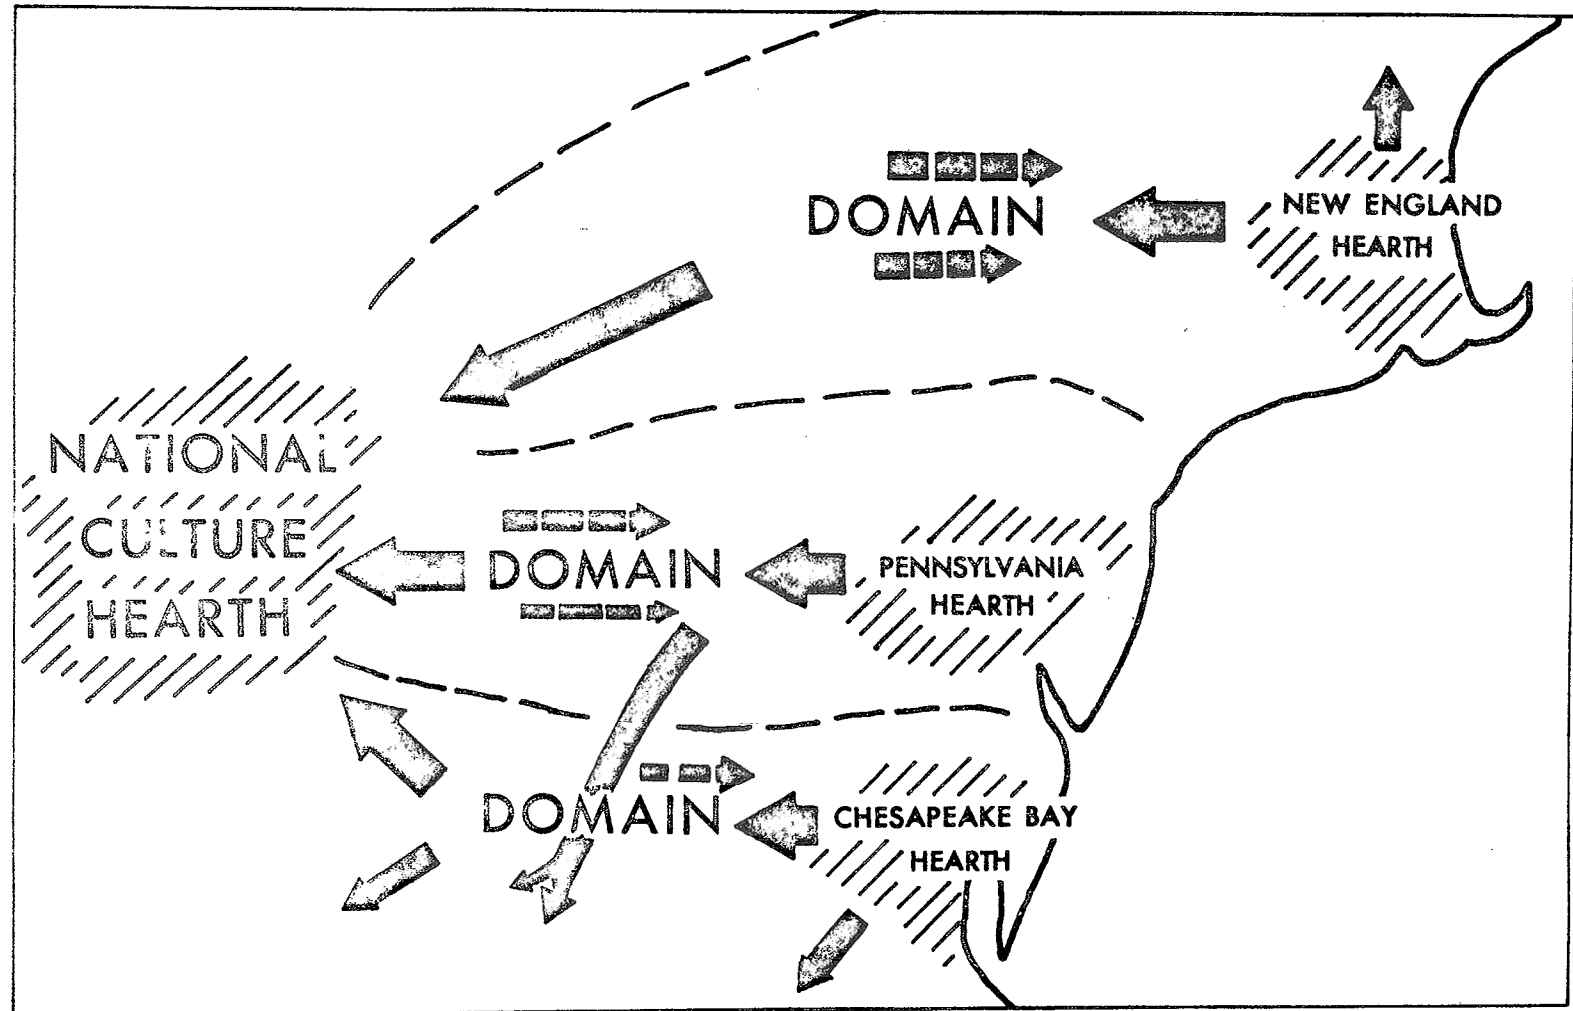 DOMAIN
NEW ENGLAND
HEARTH
NATIONAL
CULTURE
HEARTH
DOMAIN
PENNSYLVANIA
HEARTH
DOMAIN
CHESAPEAKE BAY
HEARTH